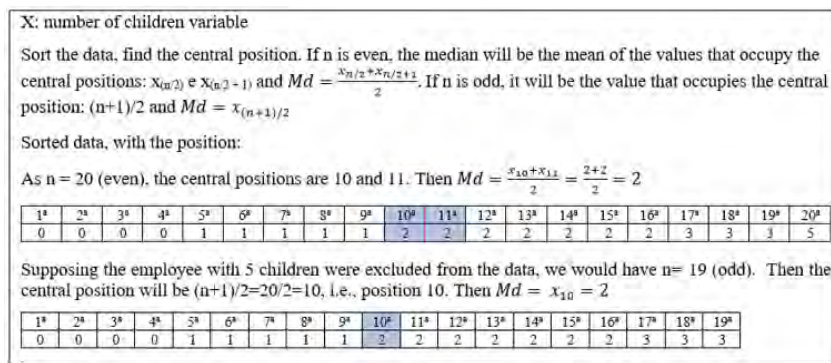 X: number of children variable
Sort the data, find the central position. If n is even, the median will be the mean of the values that occupy the
central positions: X(n/2) e X(n/2 + 1) and Md = (x_{n/2}+x_{n/2+1})/2. If n is odd, it will be the value that occupies the central
position: (n+1)/2 and Md = x_{(n+1)/2}
Sorted data, with the position:
As n = 20 (even), the central positions are 10 and 11. Then Md = (x_{10}+x_{11})/2 = (2+2)/2 = 2
1ª 2ª 3ª 4ª 5ª 6ª 7ª 8ª 9ª 10ª 11ª 12ª 13ª 14ª 15ª 16ª 17ª 18ª 19ª 20ª
0 0 0 0 1 1 1 1 1 2 2 2 2 2 2 2 3 3 3 5
Supposing the employee with 5 children were excluded from the data, we would have n= 19 (odd). Then the
central position will be (n+1)/2=20/2=10, i.e., position 10. Then Md = x_{10} = 2
1ª 2ª 3ª 4ª 5ª 6ª 7ª 8ª 9ª 10ª 11ª 12ª 13ª 14ª 15ª 16ª 17ª 18ª 19ª
0 0 0 0 1 1 1 1 1 2 2 2 2 2 2 2 3 3 3